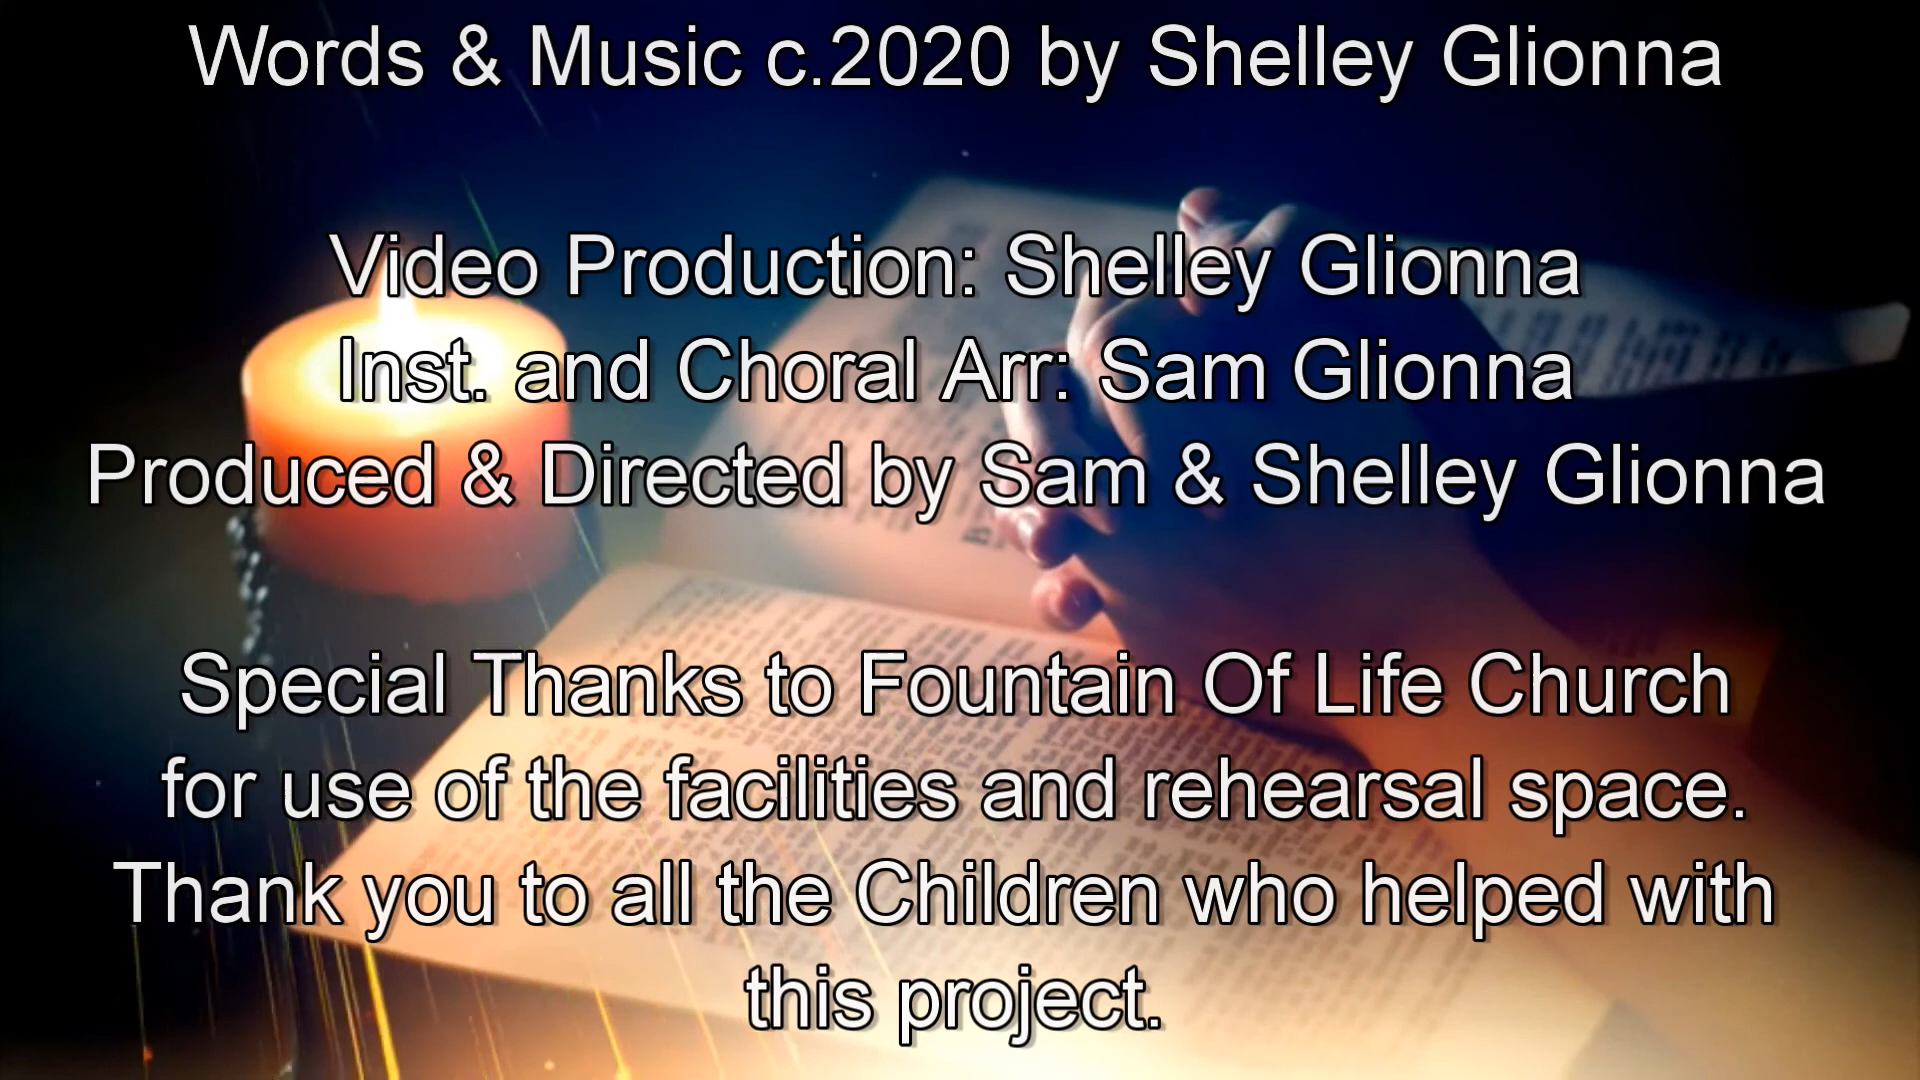 Words & Music c.2020 by Shelley Glionna
Video Production: Shelley Glionna
Inst. and Choral Arr: Sam Glionna
Produced & Directed by Sam & Shelley Glionna
Special Thanks to Fountain Of Life Church
for use of the facilities and rehearsal space.
Thank you to all the Children who helped with
this project.